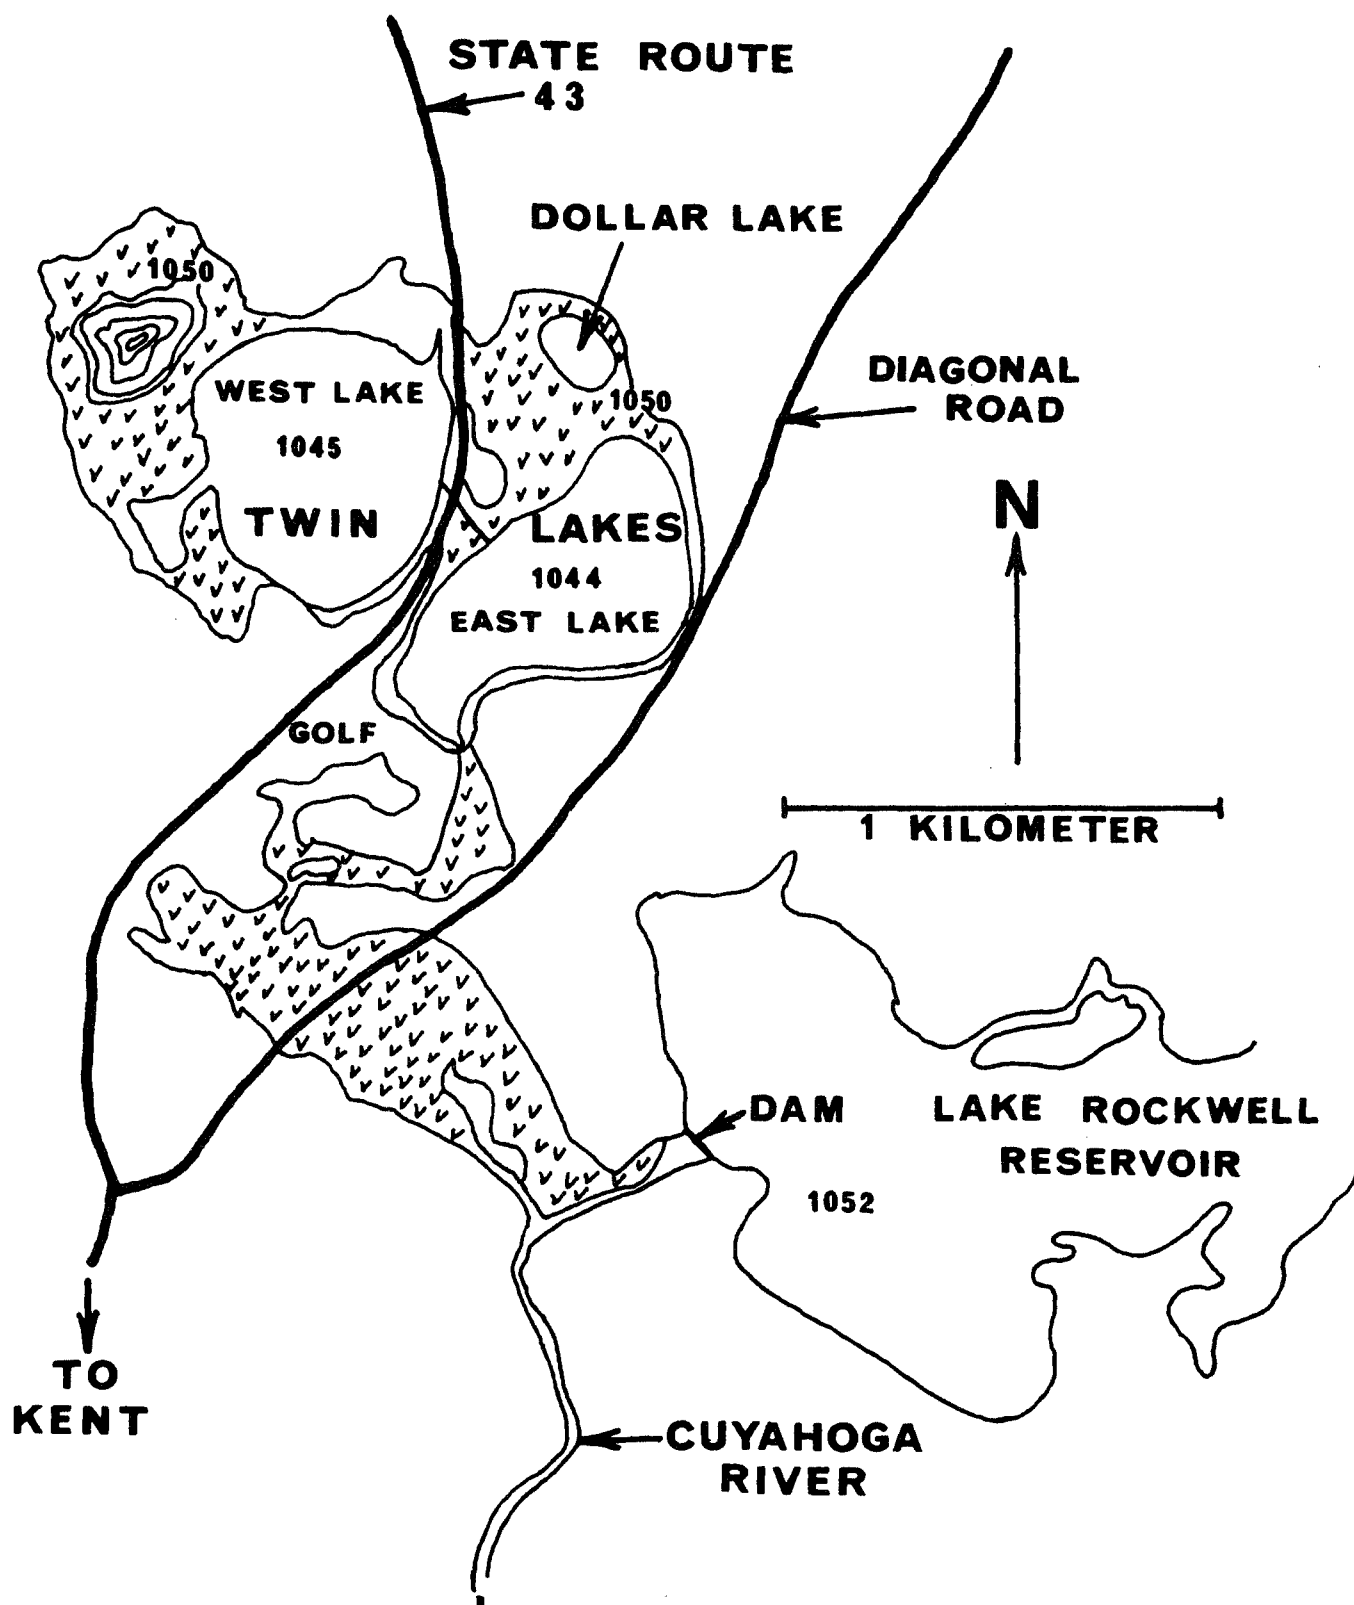 STATE ROUTE
43
DOLLAR LAKE
1050
DIAGONAL
ROAD
WEST LAKE
1050
1045
N
TWIN
LAKES
1044
EAST LAKE
GOLF
1 KILOMETER
DAM
LAKE ROCKWELL
RESERVOIR
1052
TO
KENT
CUYAHOGA
RIVER